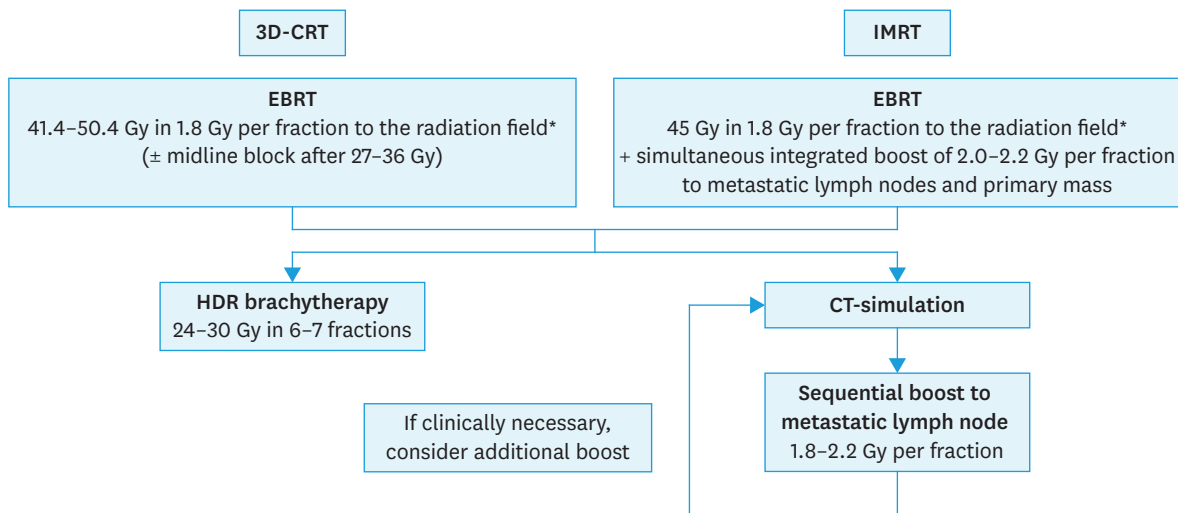 3D-CRT
IMRT
EBRT
41.4–50.4 Gy in 1.8 Gy per fraction to the radiation field*
(± midline block after 27–36 Gy)
EBRT
45 Gy in 1.8 Gy per fraction to the radiation field*
+ simultaneous integrated boost of 2.0–2.2 Gy per fraction
to metastatic lymph nodes and primary mass
HDR brachytherapy
24–30 Gy in 6–7 fractions
CT-simulation
If clinically necessary,
consider additional boost
Sequential boost to
metastatic lymph node
1.8–2.2 Gy per fraction